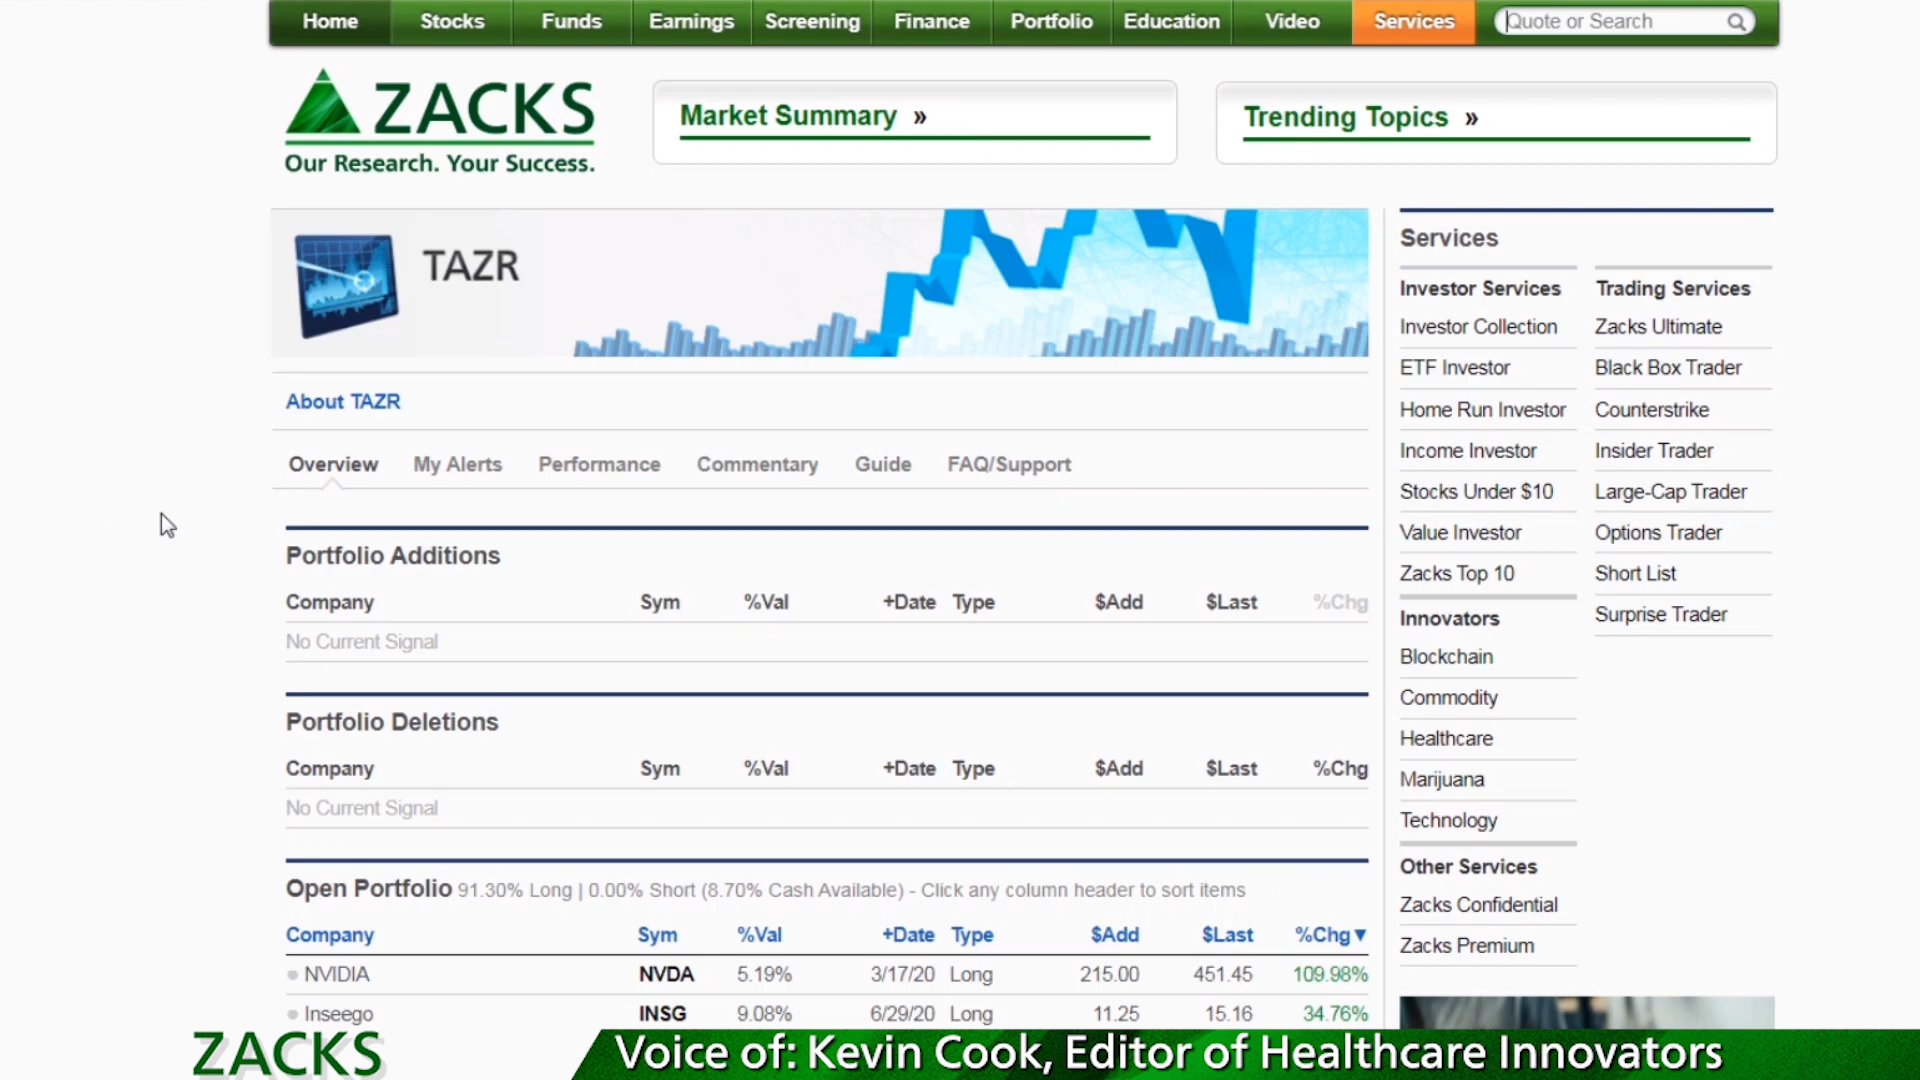 Home Stocks Funds Earnings Screening Finance Portfolio Education Video Services Quote or Search
ZACKS
Our Research. Your Success.
Market Summary »
Trending Topics »
TAZR
About TAZR
Overview My Alerts Performance Commentary Guide FAQ/Support
Portfolio Additions
Company Sym %Val +Date Type $Add $Last %Chg
No Current Signal
Portfolio Deletions
Company Sym %Val +Date Type $Add $Last %Chg
No Current Signal
Open Portfolio 91.30% Long | 0.00% Short (8.70% Cash Available) - Click any column header to sort items
Company Sym %Val +Date Type $Add $Last %Chg▼
NVIDIA NVDA 5.19% 3/17/20 Long 215.00 451.45 109.98%
Inseego INSG 9.08% 6/29/20 Long 11.25 15.16 34.76%
Services
Investor Services
Investor Collection
ETF Investor
Home Run Investor
Income Investor
Stocks Under $10
Value Investor
Zacks Top 10
Innovators
Blockchain
Commodity
Healthcare
Marijuana
Technology
Other Services
Zacks Confidential
Zacks Premium
Trading Services
Zacks Ultimate
Black Box Trader
Counterstrike
Insider Trader
Large-Cap Trader
Options Trader
Short List
Surprise Trader
ZACKS
Voice of: Kevin Cook, Editor of Healthcare Innovators